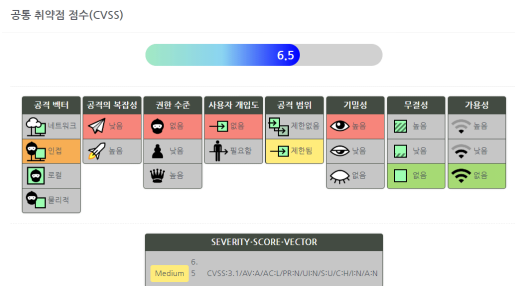 공통 취약점 점수(CVSS)
6,5
공격 벡터 공격의 복잡성 권한 수준 사용자 개입도 공격 범위 기밀성 무결성 가용성
네트워크 낮음 없음 없음 제한없음 높음 높음 높음
인접 높음 낮음 필요함 제한됨 낮음 낮음 낮음
로컬 높음 없음 없음 없음
물리적
SEVERITY·SCORE·VECTOR
Medium 6.5 CVSS:3.1/AV:A/AC:L/PR:N/UI:N/S:U/C:H/I:N/A:N